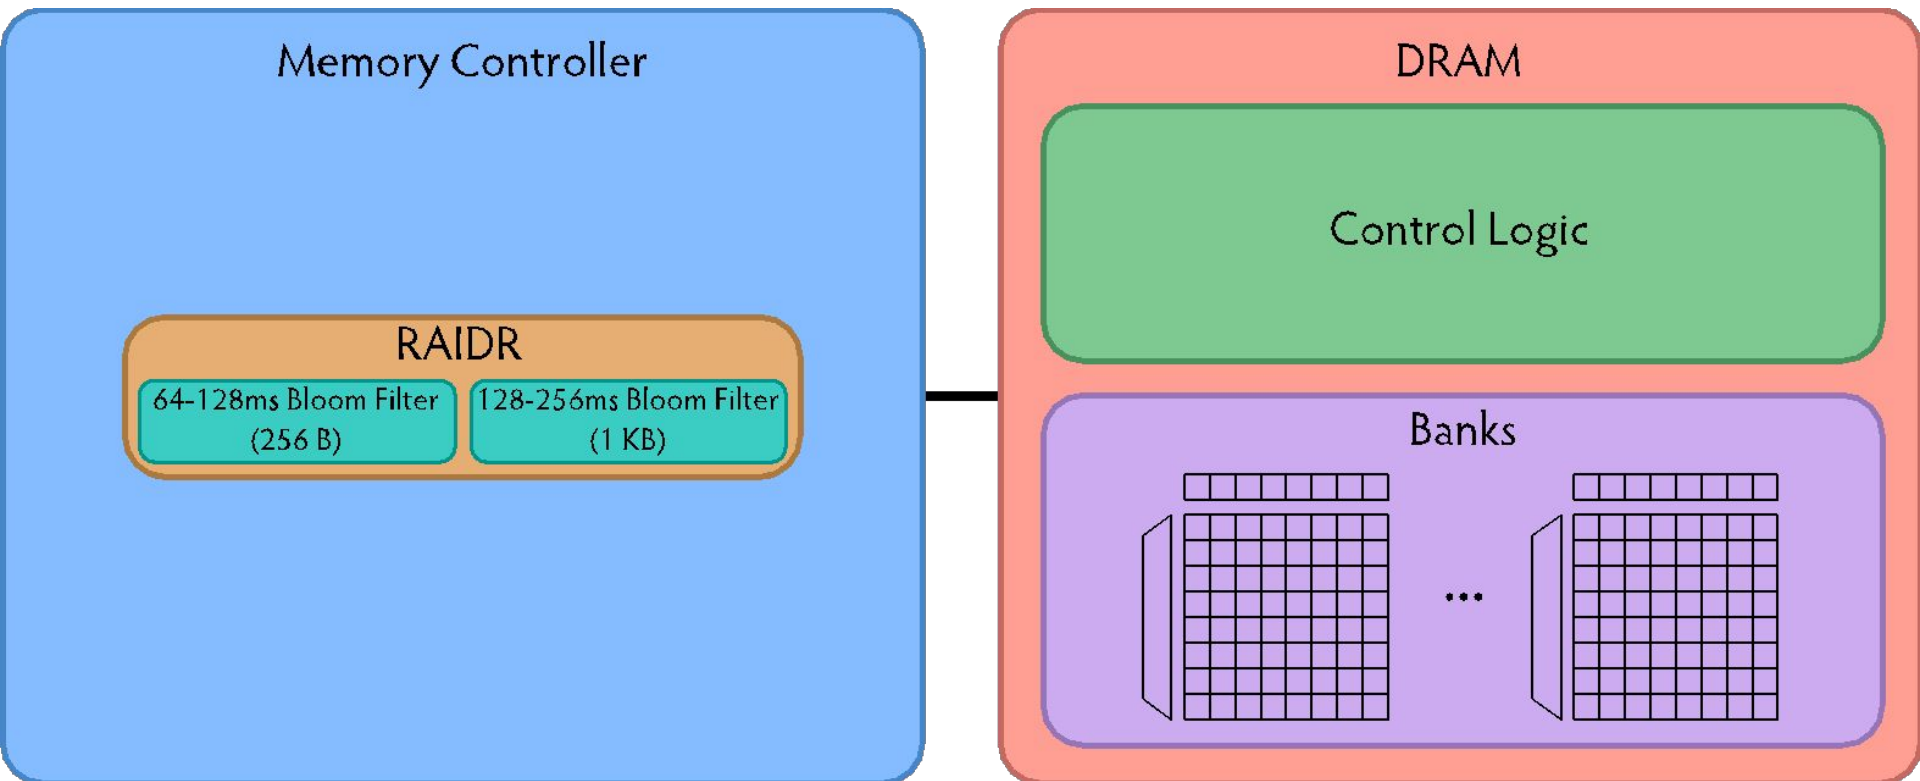 Memory Controller
RAIDR
64-128ms Bloom Filter
(256 B)
128-256ms Bloom Filter
(1 KB)
DRAM
Control Logic
Banks
...